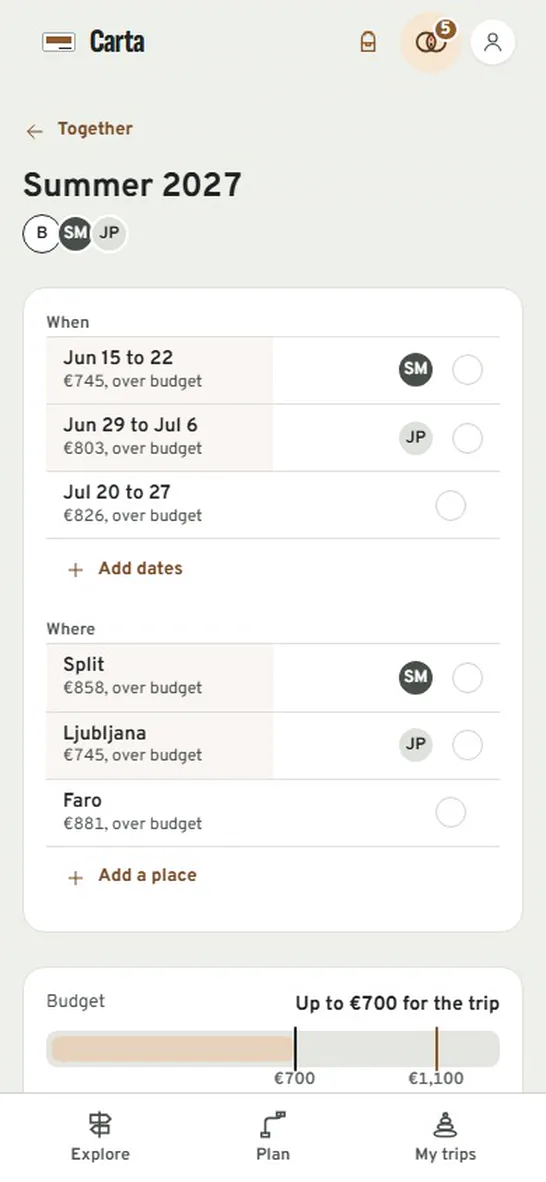 Carta
5
Together
Summer 2027
B SM JP
When
Jun 15 to 22
€745, over budget
SM
Jun 29 to Jul 6
€803, over budget
JP
Jul 20 to 27
€826, over budget
Add dates
Where
Split
€858, over budget
SM
Ljubljana
€745, over budget
JP
Faro
€881, over budget
Add a place
Budget
Up to €700 for the trip
€700
€1,100
Explore
Plan
My trips